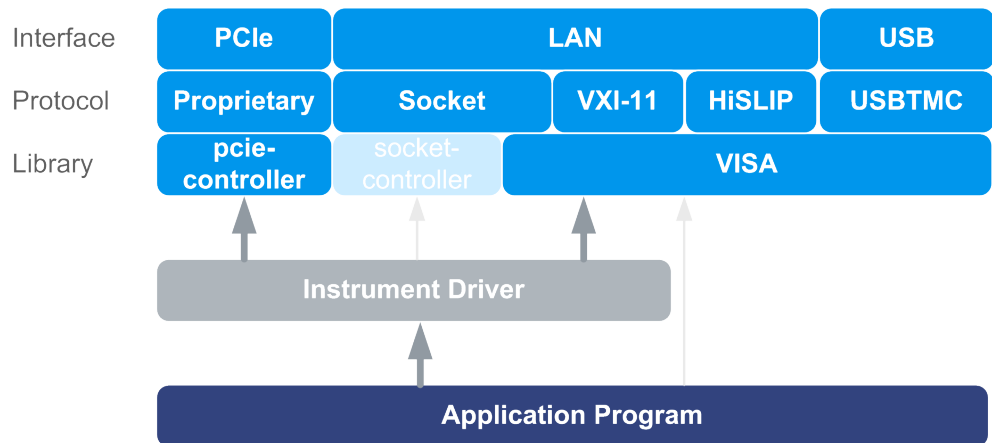 Interface PCIe LAN USB
Protocol Proprietary Socket VXI-11 HiSLIP USBTMC
Library pcie-controller socket-controller VISA
Instrument Driver
Application Program